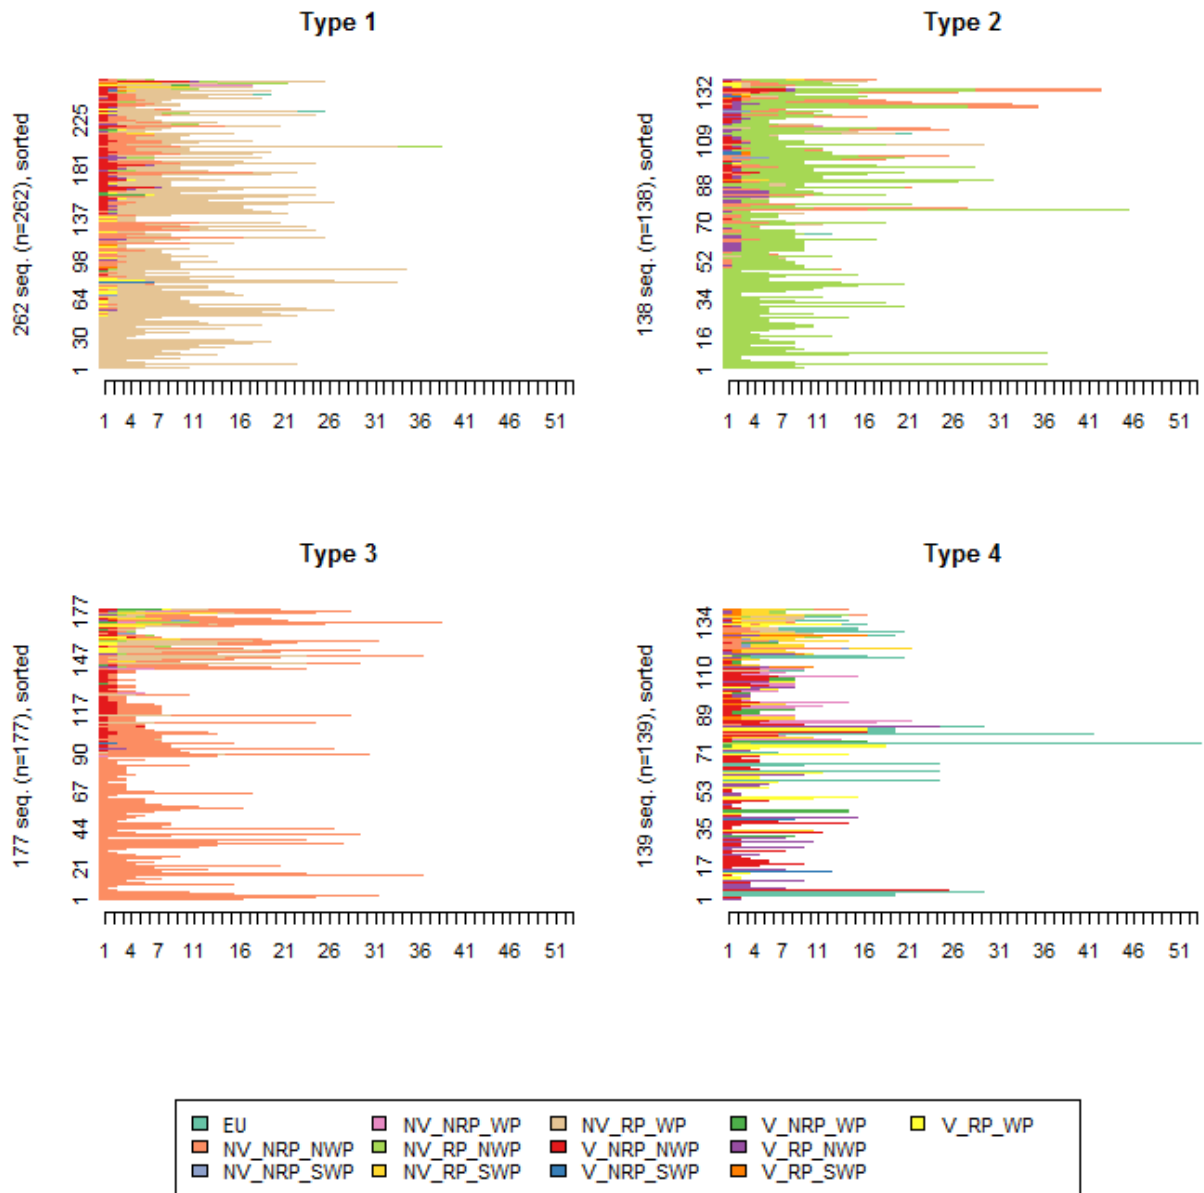 Type 1
Type 2
262 seq. (n=262), sorted
1 30 64 98 137 181 225
1 4 7 11 16 21 26 31 36 41 46 51
138 seq. (n=138), sorted
1 16 34 52 70 88 109 132
1 4 7 11 16 21 26 31 36 41 46 51
Type 3
Type 4
177 seq. (n=177), sorted
1 21 44 67 90 117 147 177
1 4 7 11 16 21 26 31 36 41 46 51
139 seq. (n=139), sorted
1 17 35 53 71 89 110 134
1 4 7 11 16 21 26 31 36 41 46 51
EU NV_NRP_WP NV_RP_WP V_NRP_WP V_RP_WP
NV_NRP_NWP NV_RP_NWP V_NRP_NWP V_RP_NWP
NV_NRP_SWP NV_RP_SWP V_NRP_SWP V_RP_SWP